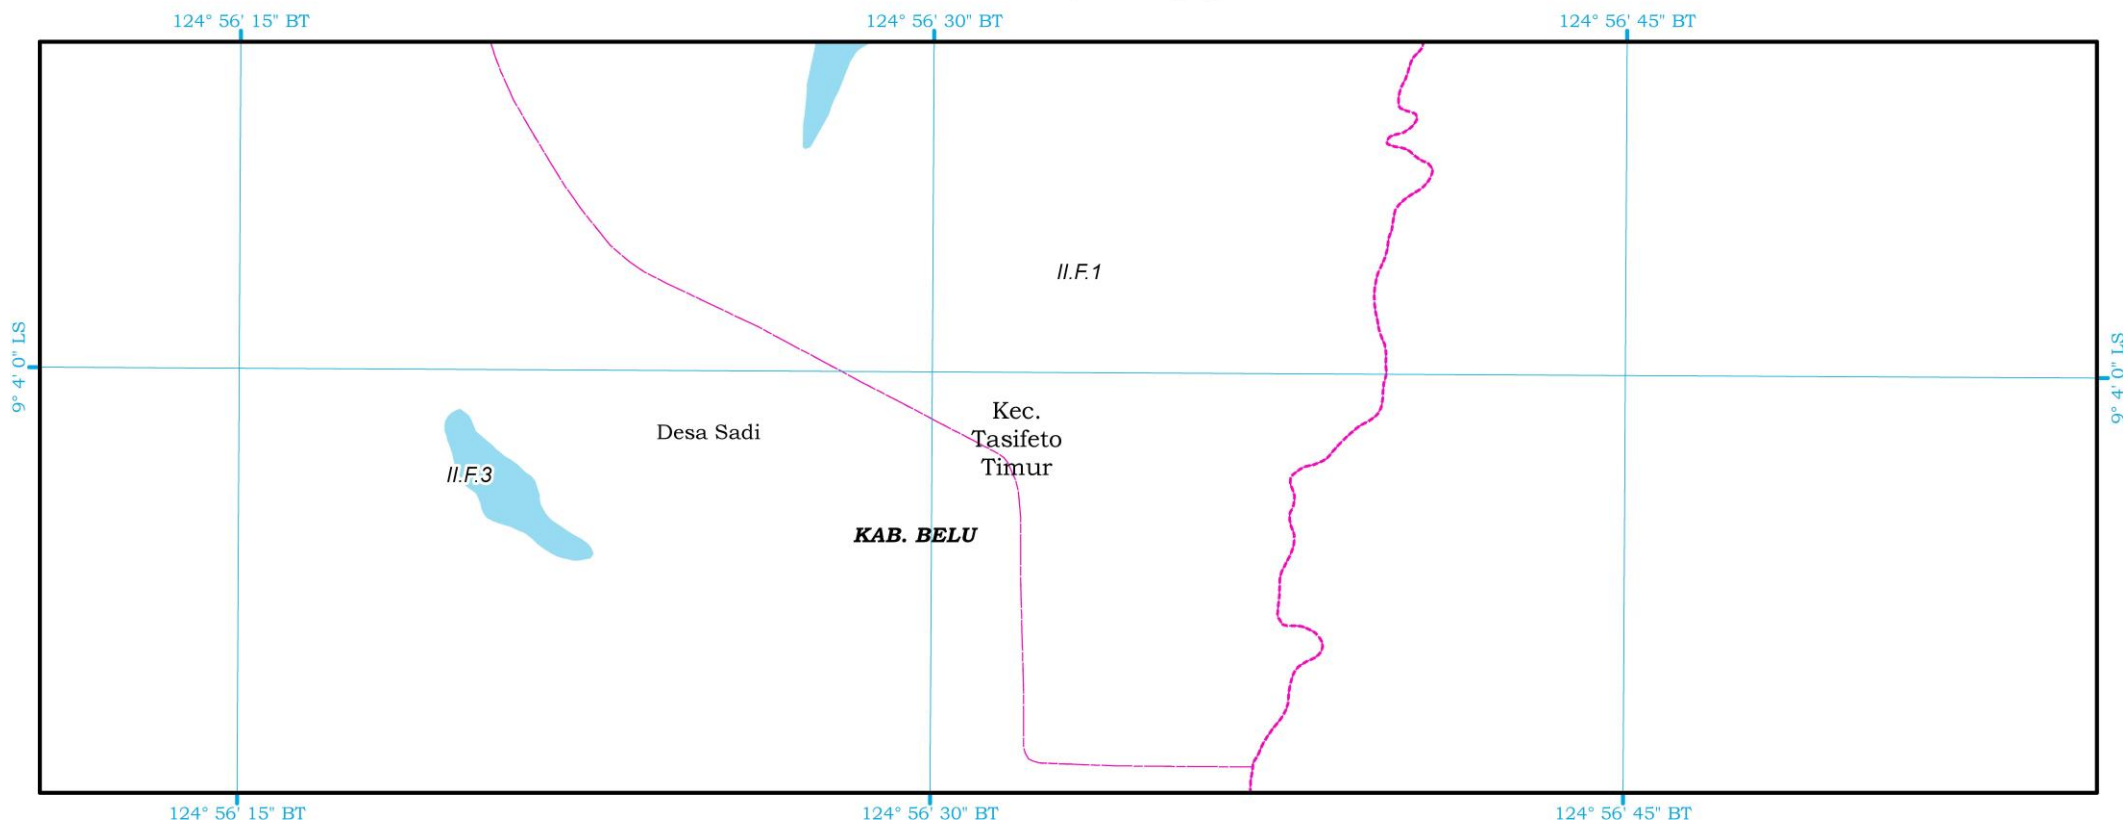 124° 56' 15" BT
124° 56' 30" BT
124° 56' 45" BT
II.F.1
9° 4' 0" LS
9° 4' 0" LS
Kec.
Tasifeto
Timur
Desa Sadi
II.F.3
KAB. BELU
124° 56' 15" BT
124° 56' 30" BT
124° 56' 45" BT